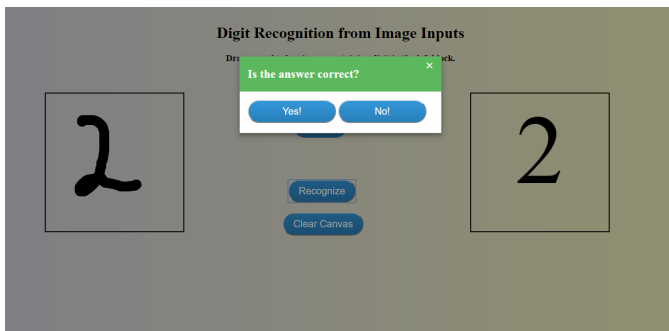 Digit Recognition from Image Inputs
Is the answer correct?
×
Yes! No!
2
2
Recognize
Clear Canvas